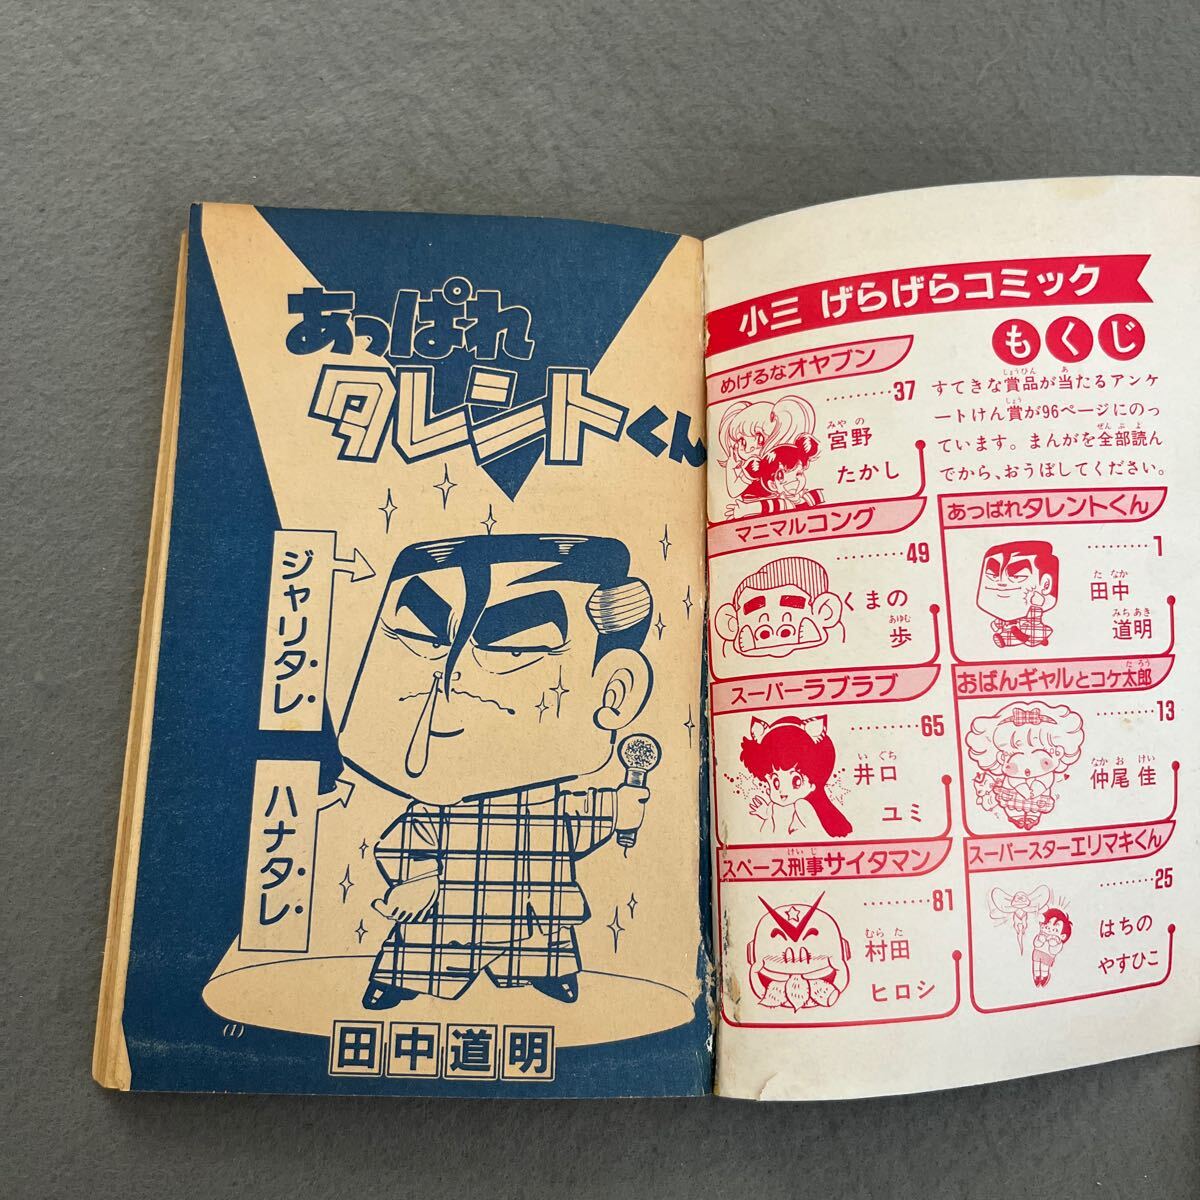 小三 げらげらコミック
もくじ
すてきな賞品が当たるアンケ
ートけん賞が96ページにのっ
ています。まんがを全部読ん
でから、おうぼしてください。
あっぱれタレントくん
………1
田中
道明
おばんギャルとコケ太郎
………13
仲尾 佳
スーパースターエリマキくん
………25
はちの
やすひこ
めげるなオヤブン
………37
宮野
たかし
マニマルコング
………49
くまの
歩
スーパーラブラブ
………65
井口
ユミ
スペース刑事サイタマン
………81
村田
ヒロシ
あっぱれ
タレントくん
ジャリタレ
ハナタレ
(1)
田中道明